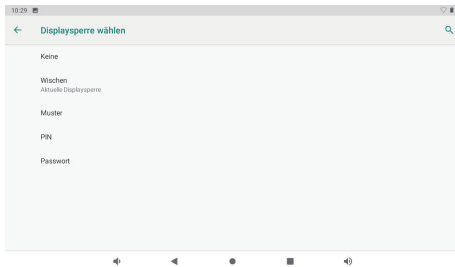 10:29
Displaysperre wählen
Keine
Wischen
Aktuelle Displaysperre
Muster
PIN
Passwort